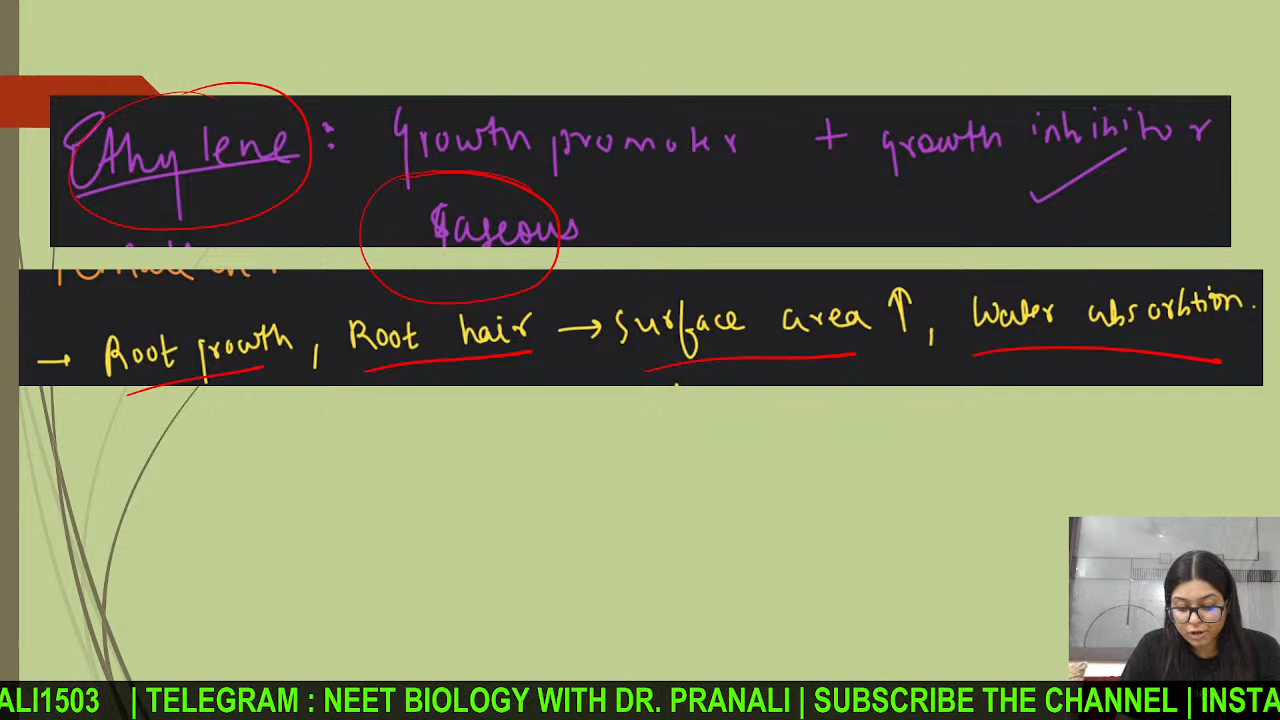 Ethylene : Growth promoter + growth inhibitor
Gaseous
→ Root growth, Root hair → surface area ↑, Water absorbtion.
ALI1503 | TELEGRAM : NEET BIOLOGY WITH DR. PRANALI | SUBSCRIBE THE CHANNEL | INSTA